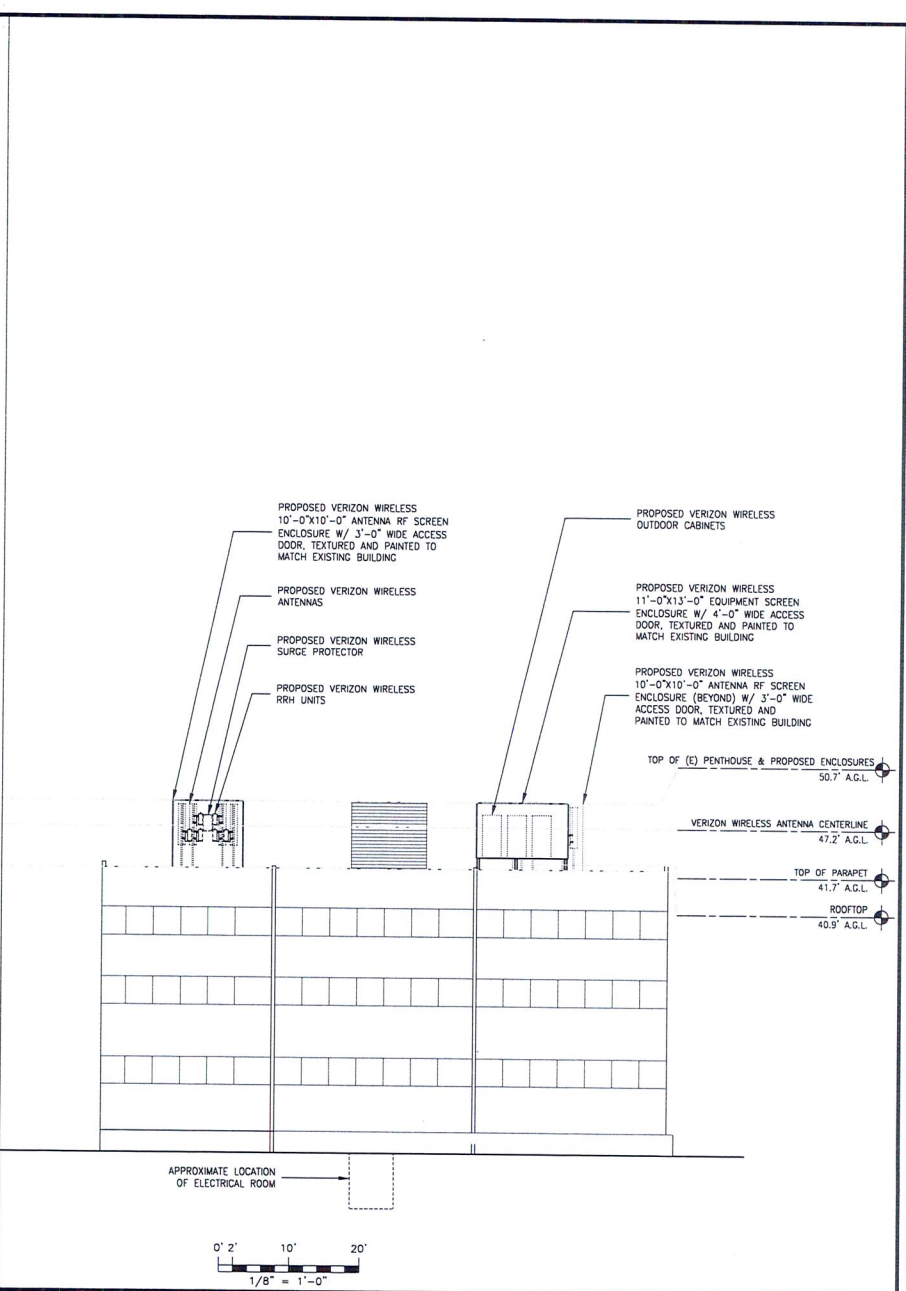 PROPOSED VERIZON WIRELESS
10'-0"X10'-0" ANTENNA RF SCREEN
ENCLOSURE W/ 3'-0" WIDE ACCESS
DOOR, TEXTURED AND PAINTED TO
MATCH EXISTING BUILDING
PROPOSED VERIZON WIRELESS
ANTENNAS
PROPOSED VERIZON WIRELESS
SURGE PROTECTOR
PROPOSED VERIZON WIRELESS
RRH UNITS
PROPOSED VERIZON WIRELESS
OUTDOOR CABINETS
PROPOSED VERIZON WIRELESS
11'-0"X13'-0" EQUIPMENT SCREEN
ENCLOSURE W/ 4'-0" WIDE ACCESS
DOOR, TEXTURED AND PAINTED TO
MATCH EXISTING BUILDING
PROPOSED VERIZON WIRELESS
10'-0"X10'-0" ANTENNA RF SCREEN
ENCLOSURE (BEYOND) W/ 3'-0" WIDE
ACCESS DOOR, TEXTURED AND
PAINTED TO MATCH EXISTING BUILDING
TOP OF (E) PENTHOUSE & PROPOSED ENCLOSURES
50.7' A.G.L.
VERIZON WIRELESS ANTENNA CENTERLINE
47.2' A.G.L.
TOP OF PARAPET
41.7' A.G.L.
ROOFTOP
40.9' A.G.L.
APPROXIMATE LOCATION
OF ELECTRICAL ROOM
0' 2' 10' 20'
1/8" = 1'-0"